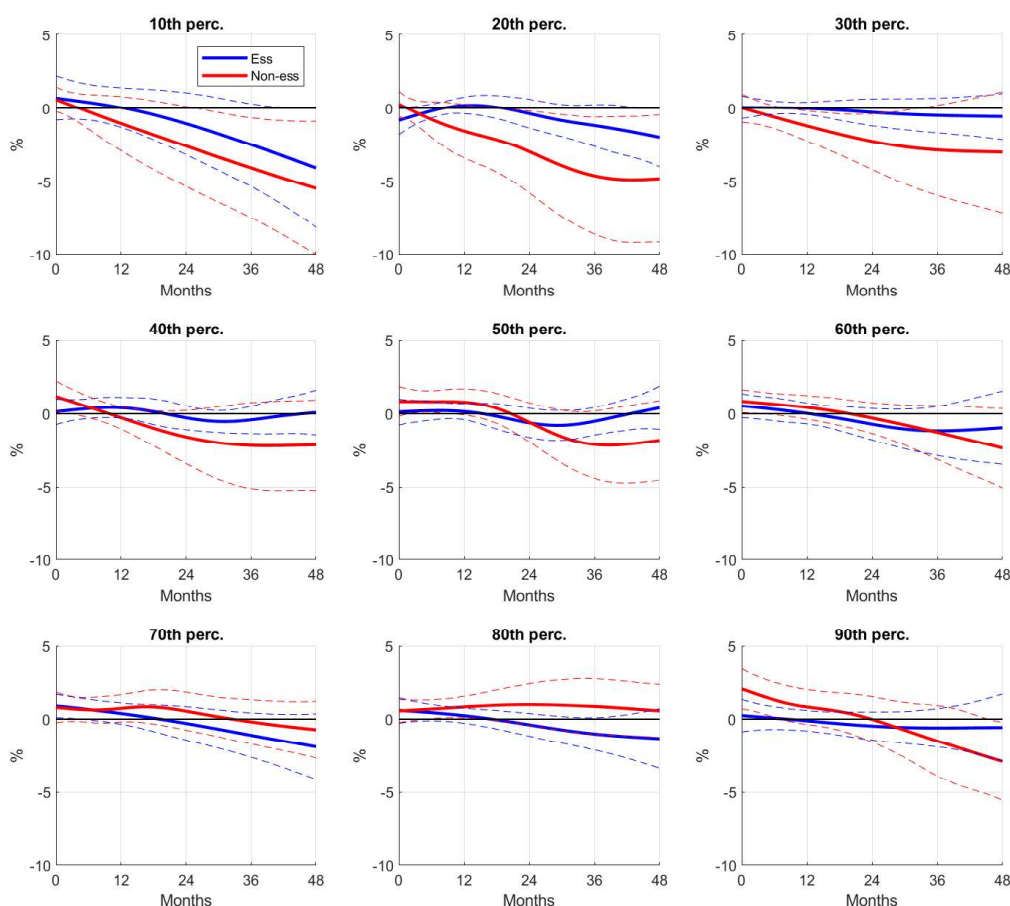 10th perc.
20th perc.
30th perc.
5
0
-5
-10
%
0 12 24 36 48
Months
Ess
Non-ess
5
0
-5
-10
%
0 12 24 36 48
Months
5
0
-5
-10
%
0 12 24 36 48
Months
40th perc.
50th perc.
60th perc.
5
0
-5
-10
%
0 12 24 36 48
Months
5
0
-5
-10
%
0 12 24 36 48
Months
5
0
-5
-10
%
0 12 24 36 48
Months
70th perc.
80th perc.
90th perc.
5
0
-5
-10
%
0 12 24 36 48
Months
5
0
-5
-10
%
0 12 24 36 48
Months
5
0
-5
-10
%
0 12 24 36 48
Months